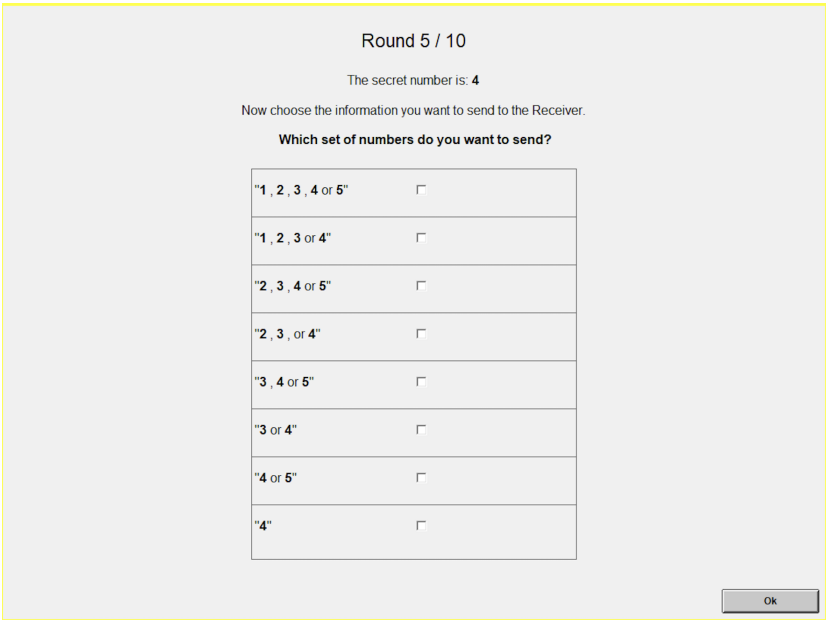 Round 5 / 10
The secret number is: 4
Now choose the information you want to send to the Receiver.
Which set of numbers do you want to send?
"1 , 2 , 3 , 4 or 5"
"1 , 2 , 3 or 4"
"2 , 3 , 4 or 5"
"2 , 3 , or 4"
"3 , 4 or 5"
"3 or 4"
"4 or 5"
"4"
Ok